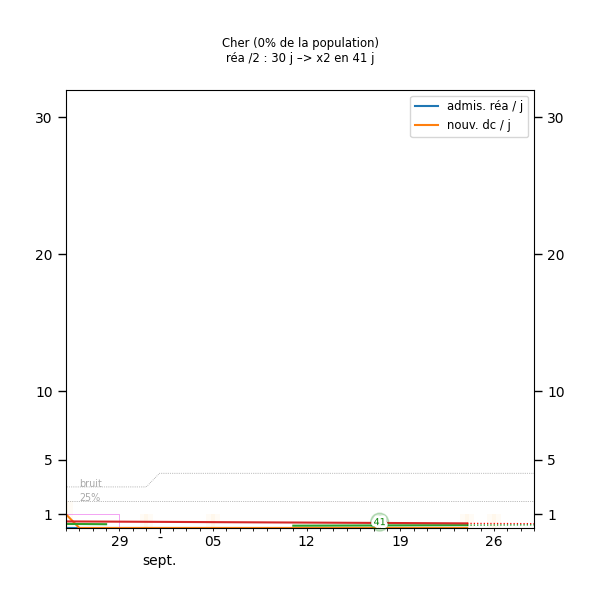 Cher (0% de la population)
réa /2 : 30 j –> x2 en 41 j
admis. réa / j
nouv. dc / j
30 30
20 20
10 10
5 5
bruit
25%
1 41 1
29 - 05 12 19 26
sept.